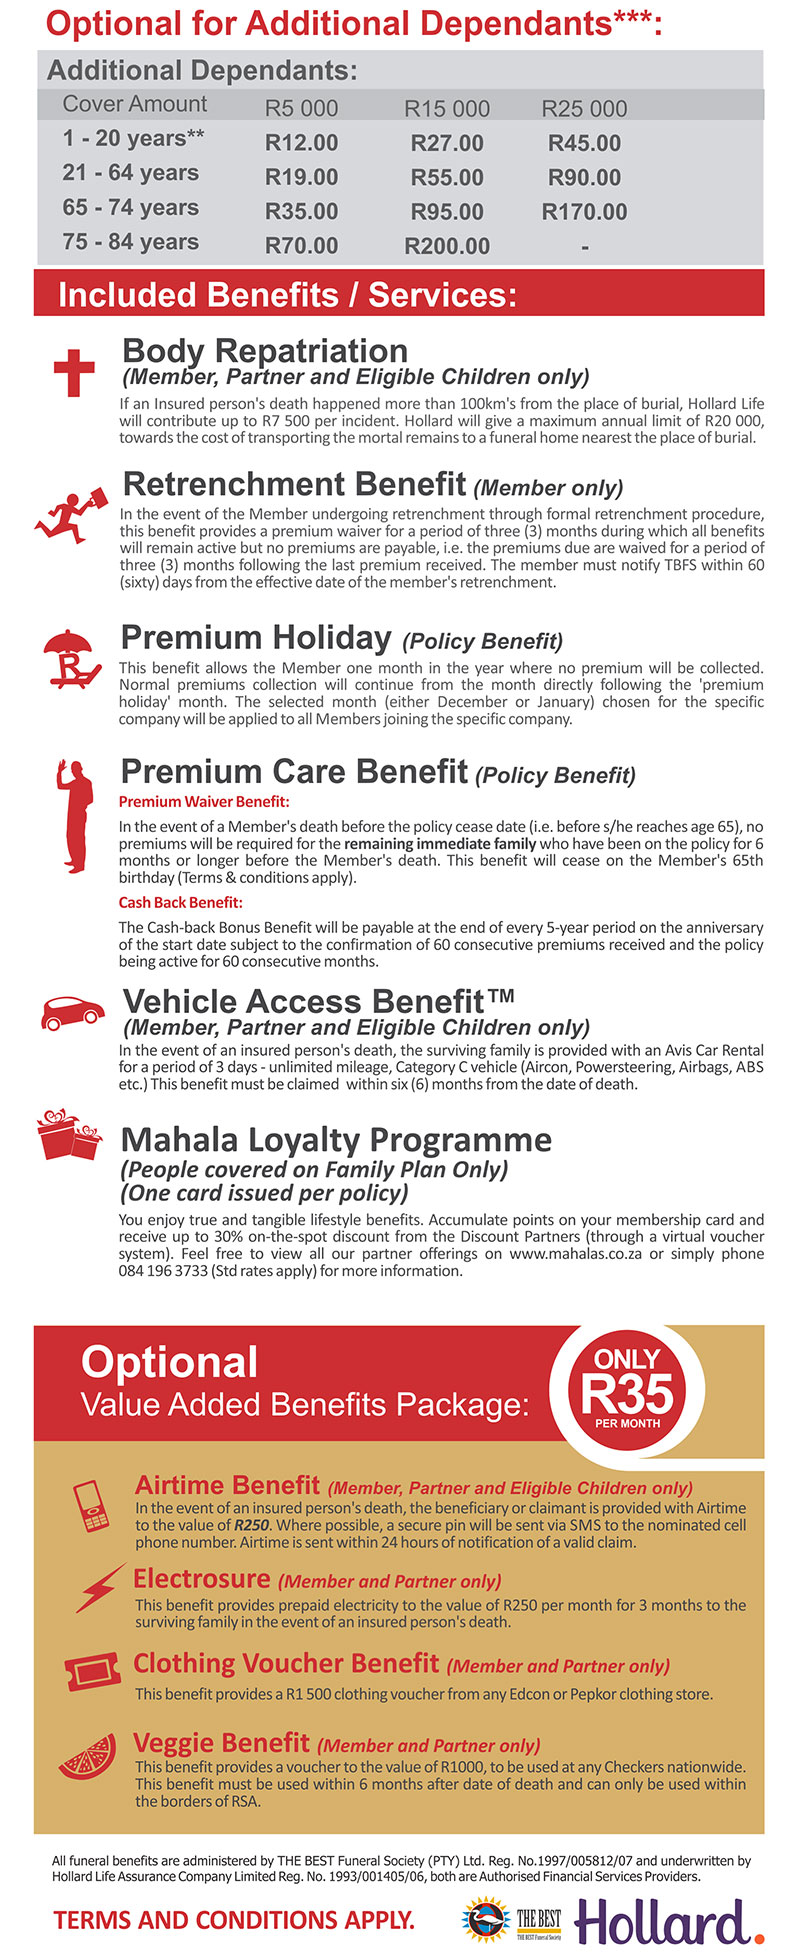 Optional for Additional Dependants***:
Additional Dependants:
Cover Amount R5 000 R15 000 R25 000
1 - 20 years** R12.00 R27.00 R45.00
21 - 64 years R19.00 R55.00 R90.00
65 - 74 years R35.00 R95.00 R170.00
75 - 84 years R70.00 R200.00 -
Included Benefits / Services:
Body Repatriation
(Member, Partner and Eligible Children only)
If an Insured person's death happened more than 100km's from the place of burial, Hollard Life
will contribute up to R7 500 per incident. Hollard will give a maximum annual limit of R20 000,
towards the cost of transporting the mortal remains to a funeral home nearest the place of burial.
Retrenchment Benefit (Member only)
In the event of the Member undergoing retrenchment through formal retrenchment procedure,
this benefit provides a premium waiver for a period of three (3) months during which all benefits
will remain active but no premiums are payable, i.e. the premiums due are waived for a period of
three (3) months following the last premium received. The member must notify TBFS within 60
(sixty) days from the effective date of the member's retrenchment.
Premium Holiday (Policy Benefit)
This benefit allows the Member one month in the year where no premium will be collected.
Normal premiums collection will continue from the month directly following the 'premium
holiday' month. The selected month (either December or January) chosen for the specific
company will be applied to all Members joining the specific company.
R
Premium Care Benefit (Policy Benefit)
Premium Waiver Benefit:
In the event of a Member's death before the policy cease date (i.e. before s/he reaches age 65), no
premiums will be required for the remaining immediate family who have been on the policy for 6
months or longer before the Member's death. This benefit will cease on the Member's 65th
birthday (Terms & conditions apply).
Cash Back Benefit:
The Cash-back Bonus Benefit will be payable at the end of every 5-year period on the anniversary
of the start date subject to the confirmation of 60 consecutive premiums received and the policy
being active for 60 consecutive months.
Vehicle Access Benefit™
(Member, Partner and Eligible Children only)
In the event of an insured person's death, the surviving family is provided with an Avis Car Rental
for a period of 3 days - unlimited mileage, Category C vehicle (Aircon, Powersteering, Airbags, ABS
etc.) This benefit must be claimed within six (6) months from the date of death.
Mahala Loyalty Programme
(People covered on Family Plan Only)
(One card issued per policy)
You enjoy true and tangible lifestyle benefits. Accumulate points on your membership card and
receive up to 30% on-the-spot discount from the Discount Partners (through a virtual voucher
system). Feel free to view all our partner offerings on www.mahalas.co.za or simply phone
084 196 3733 (Std rates apply) for more information.
Optional
Value Added Benefits Package:
ONLY
R35
PER MONTH
Airtime Benefit (Member, Partner and Eligible Children only)
In the event of an insured person's death, the beneficiary or claimant is provided with Airtime
to the value of R250. Where possible, a secure pin will be sent via SMS to the nominated cell
phone number. Airtime is sent within 24 hours of notification of a valid claim.
Electrosure (Member and Partner only)
This benefit provides prepaid electricity to the value of R250 per month for 3 months to the
surviving family in the event of an insured person's death.
Clothing Voucher Benefit (Member and Partner only)
This benefit provides a R1 500 clothing voucher from any Edcon or Pepkor clothing store.
Veggie Benefit (Member and Partner only)
This benefit provides a voucher to the value of R1000, to be used at any Checkers nationwide.
This benefit must be used within 6 months after date of death and can only be used within
the borders of RSA.
All funeral benefits are administered by THE BEST Funeral Society (PTY) Ltd. Reg. No.1997/005812/07 and underwritten by
Hollard Life Assurance Company Limited Reg. No. 1993/001405/06, both are Authorised Financial Services Providers.
TERMS AND CONDITIONS APPLY.
THE BEST
THE BEST Funeral Society
Hollard.